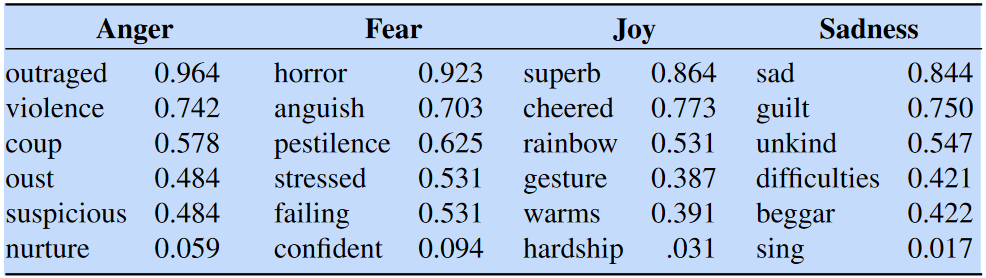 Anger Fear Joy Sadness
outraged 0.964 horror 0.923 superb 0.864 sad 0.844
violence 0.742 anguish 0.703 cheered 0.773 guilt 0.750
coup 0.578 pestilence 0.625 rainbow 0.531 unkind 0.547
oust 0.484 stressed 0.531 gesture 0.387 difficulties 0.421
suspicious 0.484 failing 0.531 warms 0.391 beggar 0.422
nurture 0.059 confident 0.094 hardship .031 sing 0.017